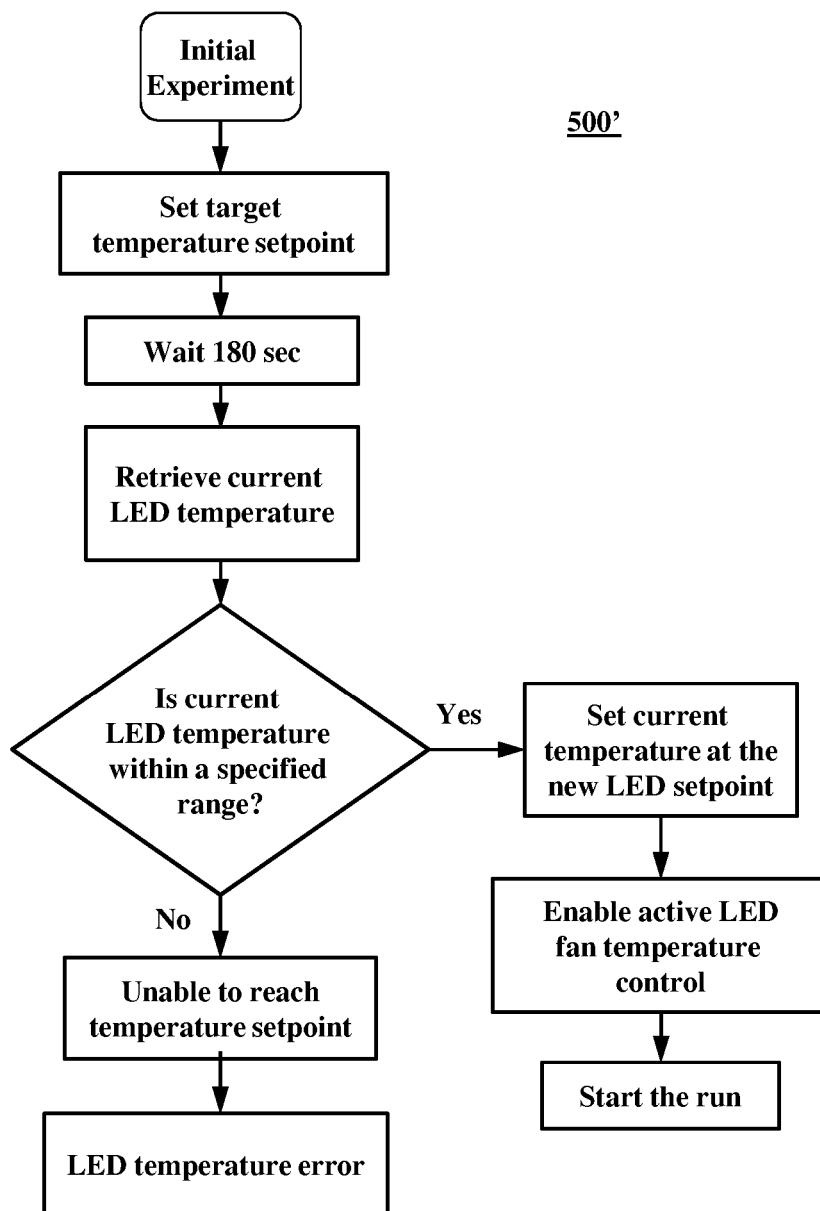 Initial
Experiment
500’
Set target
temperature setpoint
Wait 180 sec
Retrieve current
LED temperature
Is current
LED temperature
within a specified
range?
Yes
Set current
temperature at the
new LED setpoint
No
Enable active LED
fan temperature
control
Unable to reach
temperature setpoint
Start the run
LED temperature error